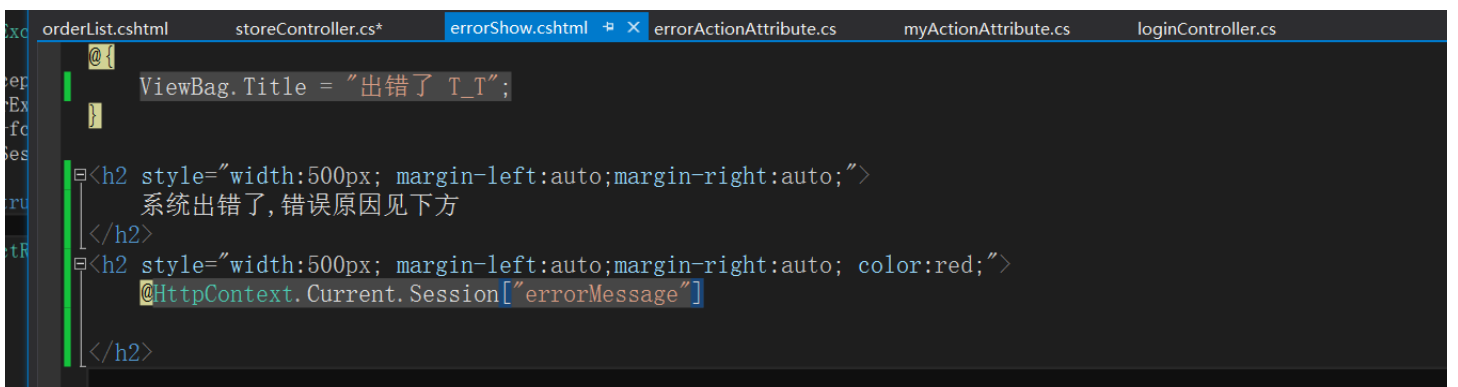 orderList.cshtml storeController.cs* errorShow.cshtml errorActionAttribute.cs myActionAttribute.cs loginController.cs
@{
ViewBag.Title = "出错了 T_T";
}
<h2 style="width:500px; margin-left:auto;margin-right:auto;">
系统出错了,错误原因见下方
</h2>
<h2 style="width:500px; margin-left:auto;margin-right:auto; color:red;">
@HttpContext.Current.Session["errorMessage"]
</h2>